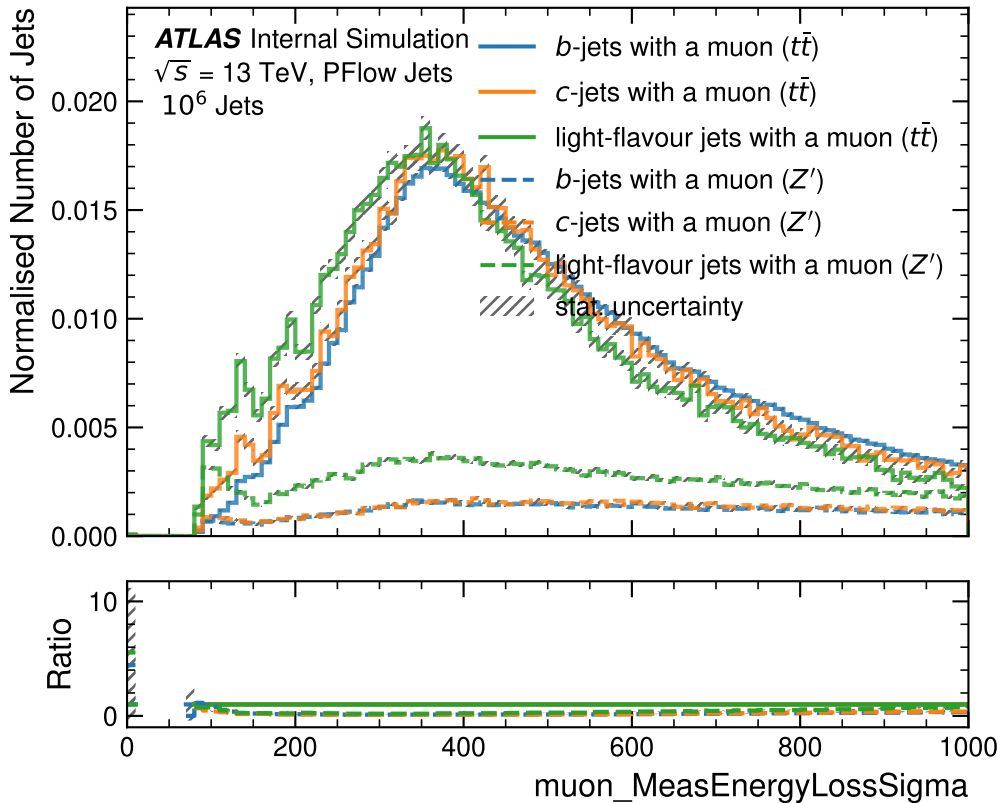 ATLAS Internal Simulation
√s = 13 TeV, PFlow Jets
10⁶ Jets
b-jets with a muon (tt̄)
c-jets with a muon (tt̄)
light-flavour jets with a muon (tt̄)
b-jets with a muon (Z′)
c-jets with a muon (Z′)
light-flavour jets with a muon (Z′)
stat. uncertainty
Normalised Number of Jets
0.020
0.015
0.010
0.005
0.000
Ratio
10
0
0 200 400 600 800 1000
muon_MeasEnergyLossSigma